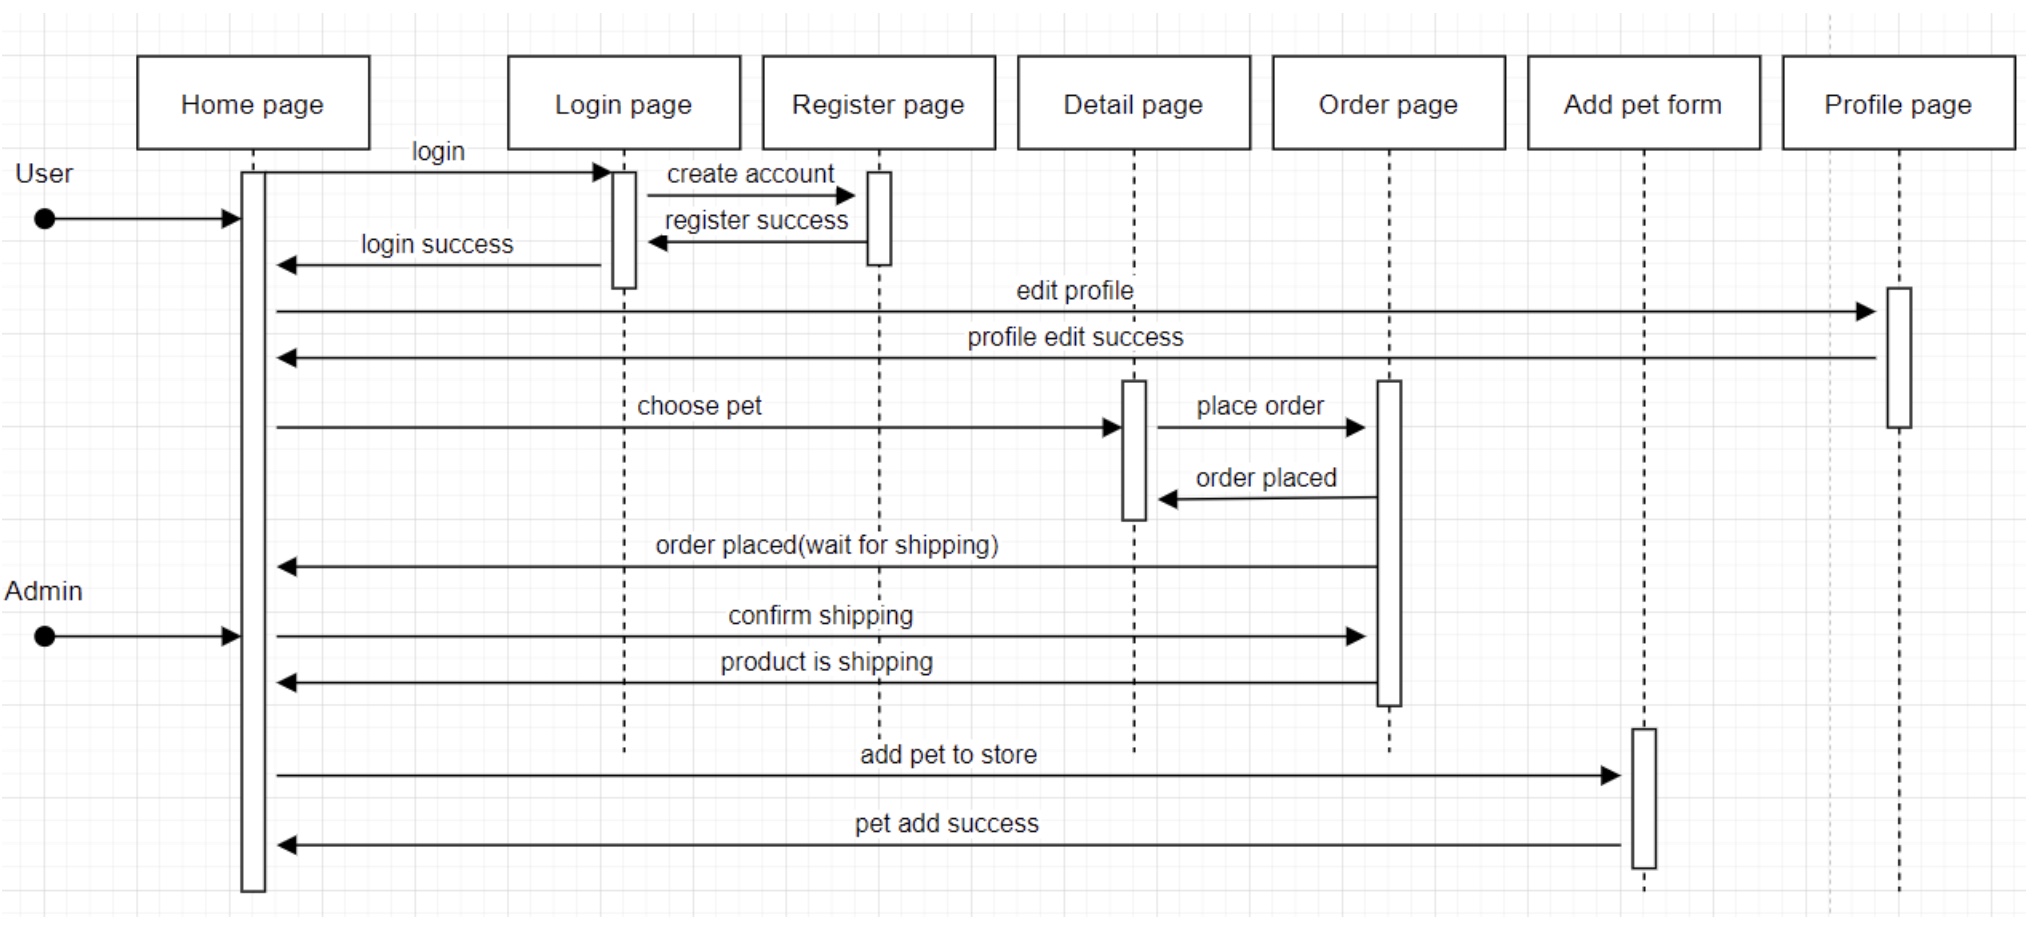 Home page
Login page
Register page
Detail page
Order page
Add pet form
Profile page
login
User
create account
register success
login success
edit profile
profile edit success
choose pet
place order
order placed
order placed(wait for shipping)
Admin
confirm shipping
product is shipping
add pet to store
pet add success